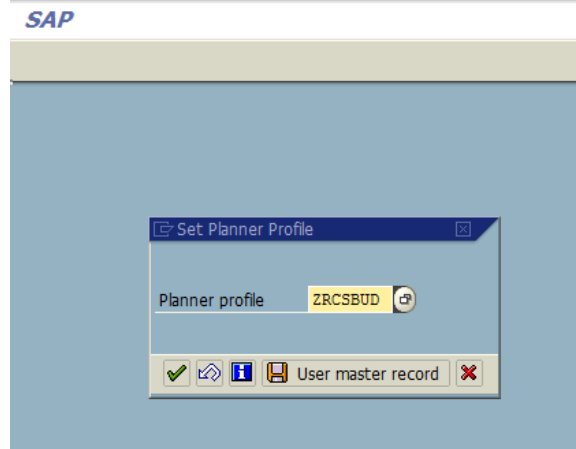 SAP
Set Planner Profile
Planner profile ZRCSBUD
User master record